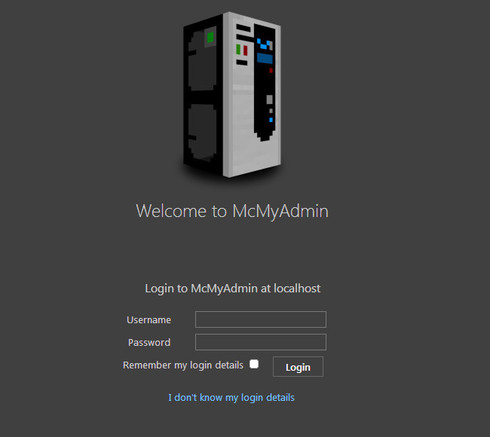 Welcome to McMyAdmin
Login to McMyAdmin at localhost
Username
Password
Remember my login details Login
I don't know my login details